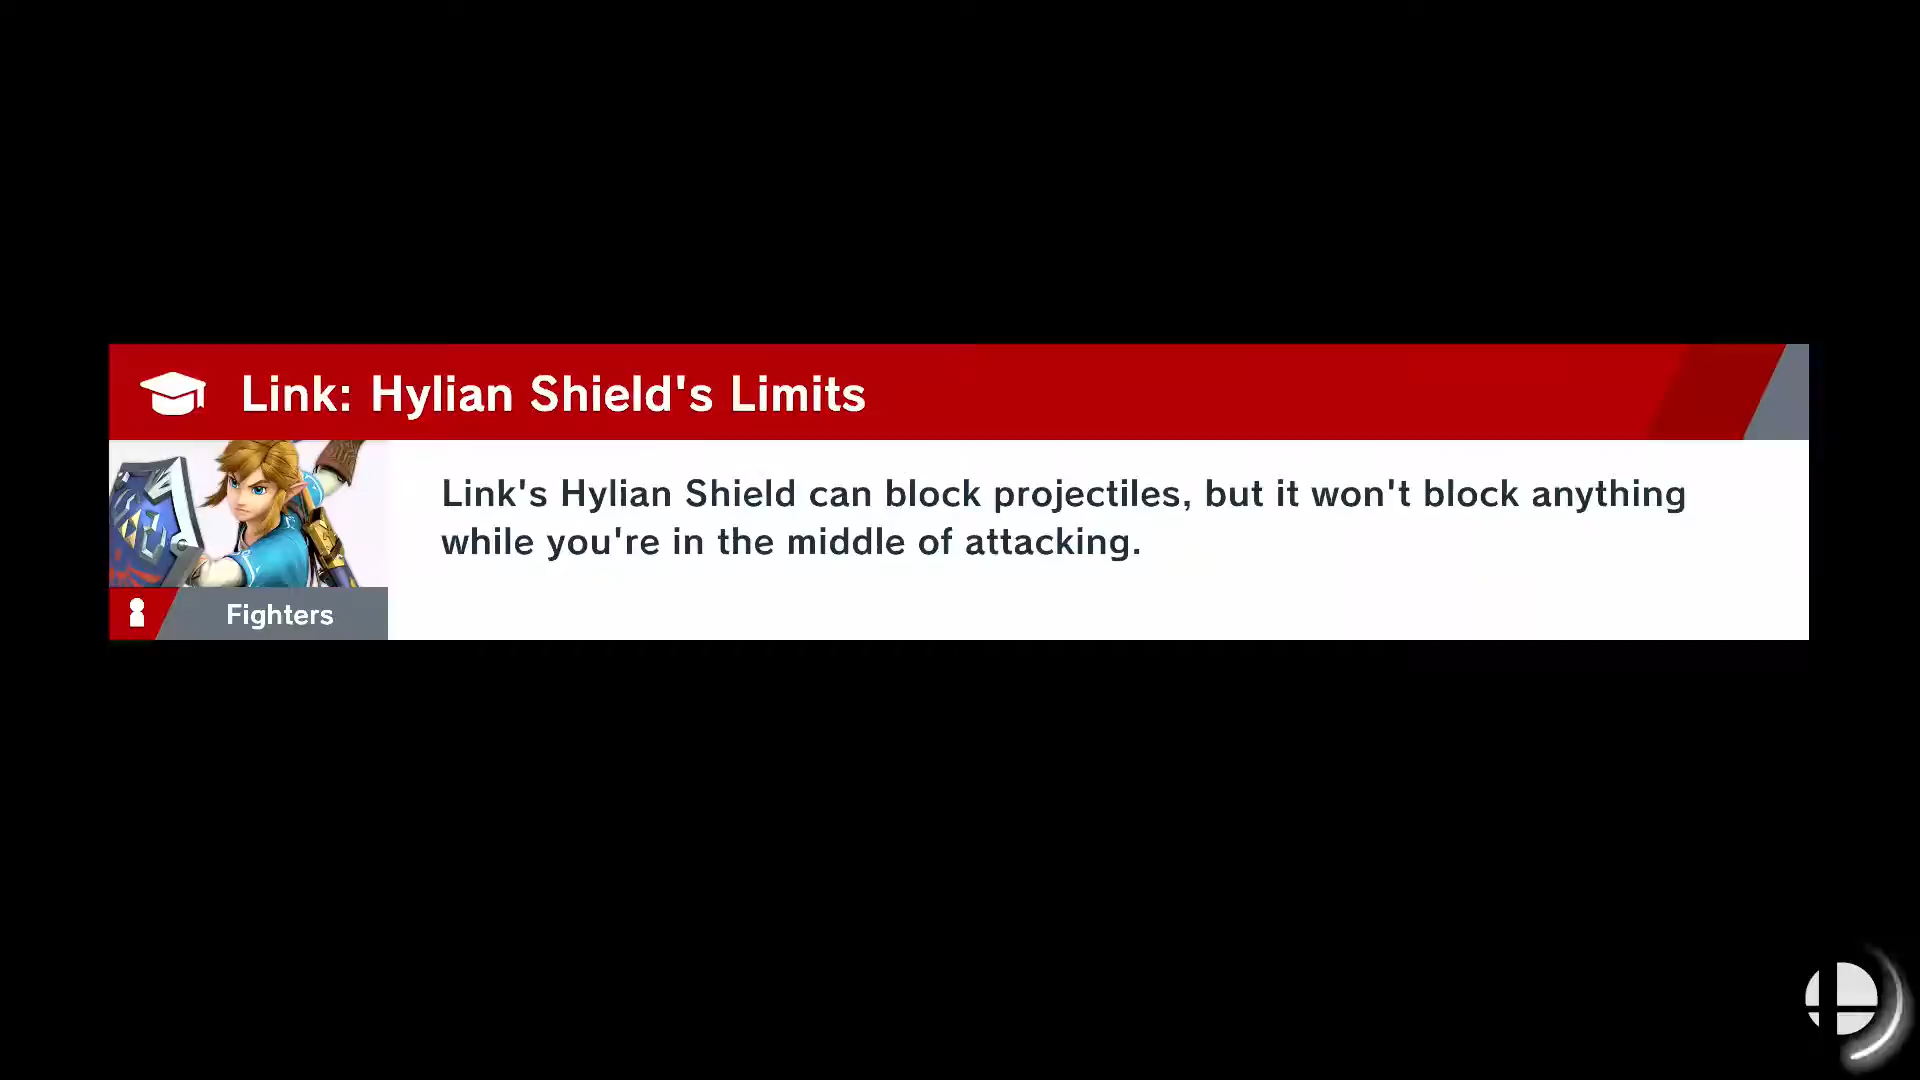 Link: Hylian Shield's Limits
Link's Hylian Shield can block projectiles, but it won't block anything
while you're in the middle of attacking.
Fighters